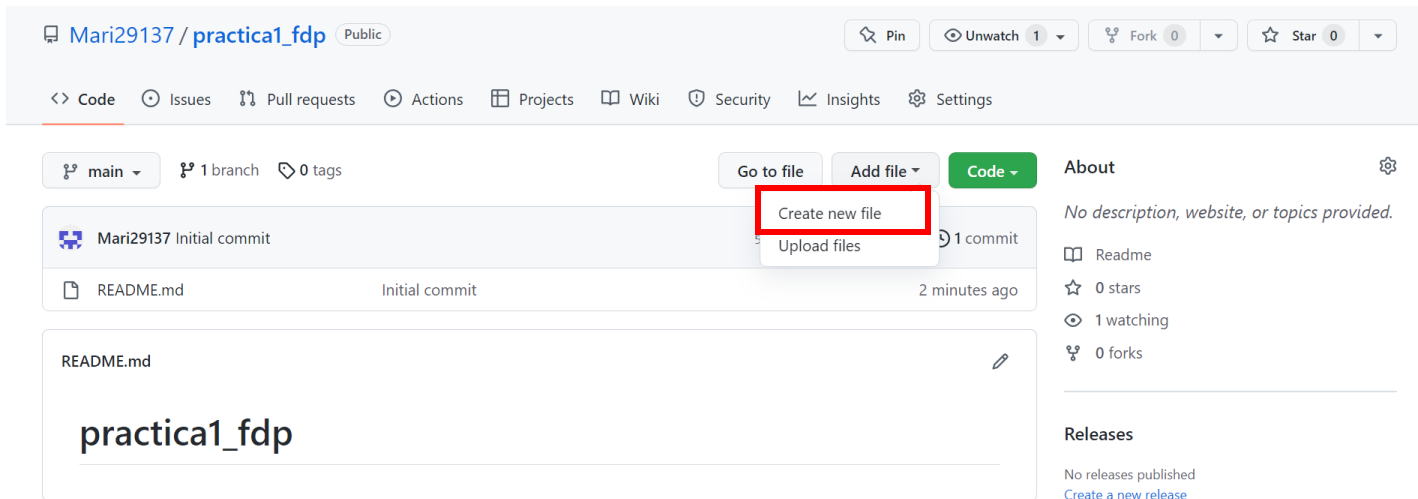 Mari29137 / practica1_fdp Public
Pin
Unwatch 1
Fork 0
Star 0
Code
Issues
Pull requests
Actions
Projects
Wiki
Security
Insights
Settings
main
1 branch
0 tags
Go to file
Add file
Code
Create new file
Upload files
Mari29137 Initial commit
1 commit
README.md Initial commit 2 minutes ago
README.md
practica1_fdp
About
No description, website, or topics provided.
Readme
0 stars
1 watching
0 forks
Releases
No releases published
Create a new release